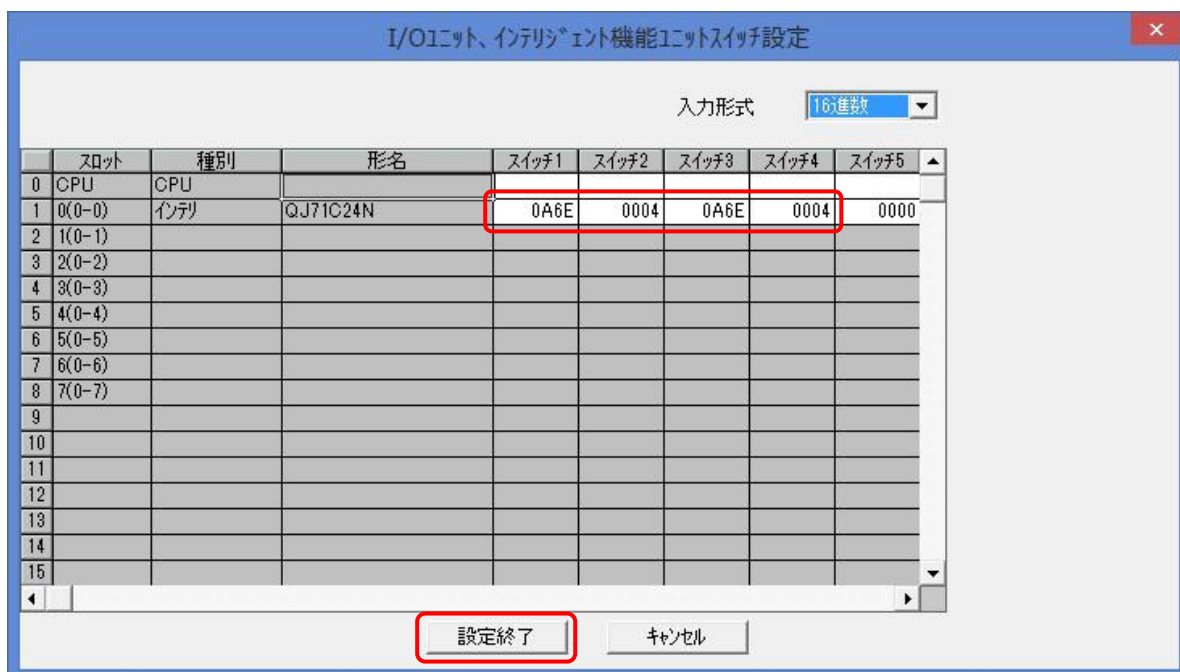 I/Oユニット、インテリジェント機能ユニットスイッチ設定
入力形式 16進数
スロット 種別 形名 スイッチ1 スイッチ2 スイッチ3 スイッチ4 スイッチ5
0 CPU CPU
1 0(0-0) インテリ QJ71C24N 0A6E 0004 0A6E 0004 0000
2 1(0-1)
3 2(0-2)
4 3(0-3)
5 4(0-4)
6 5(0-5)
7 6(0-6)
8 7(0-7)
9
10
11
12
13
14
15
設定終了 キャンセル